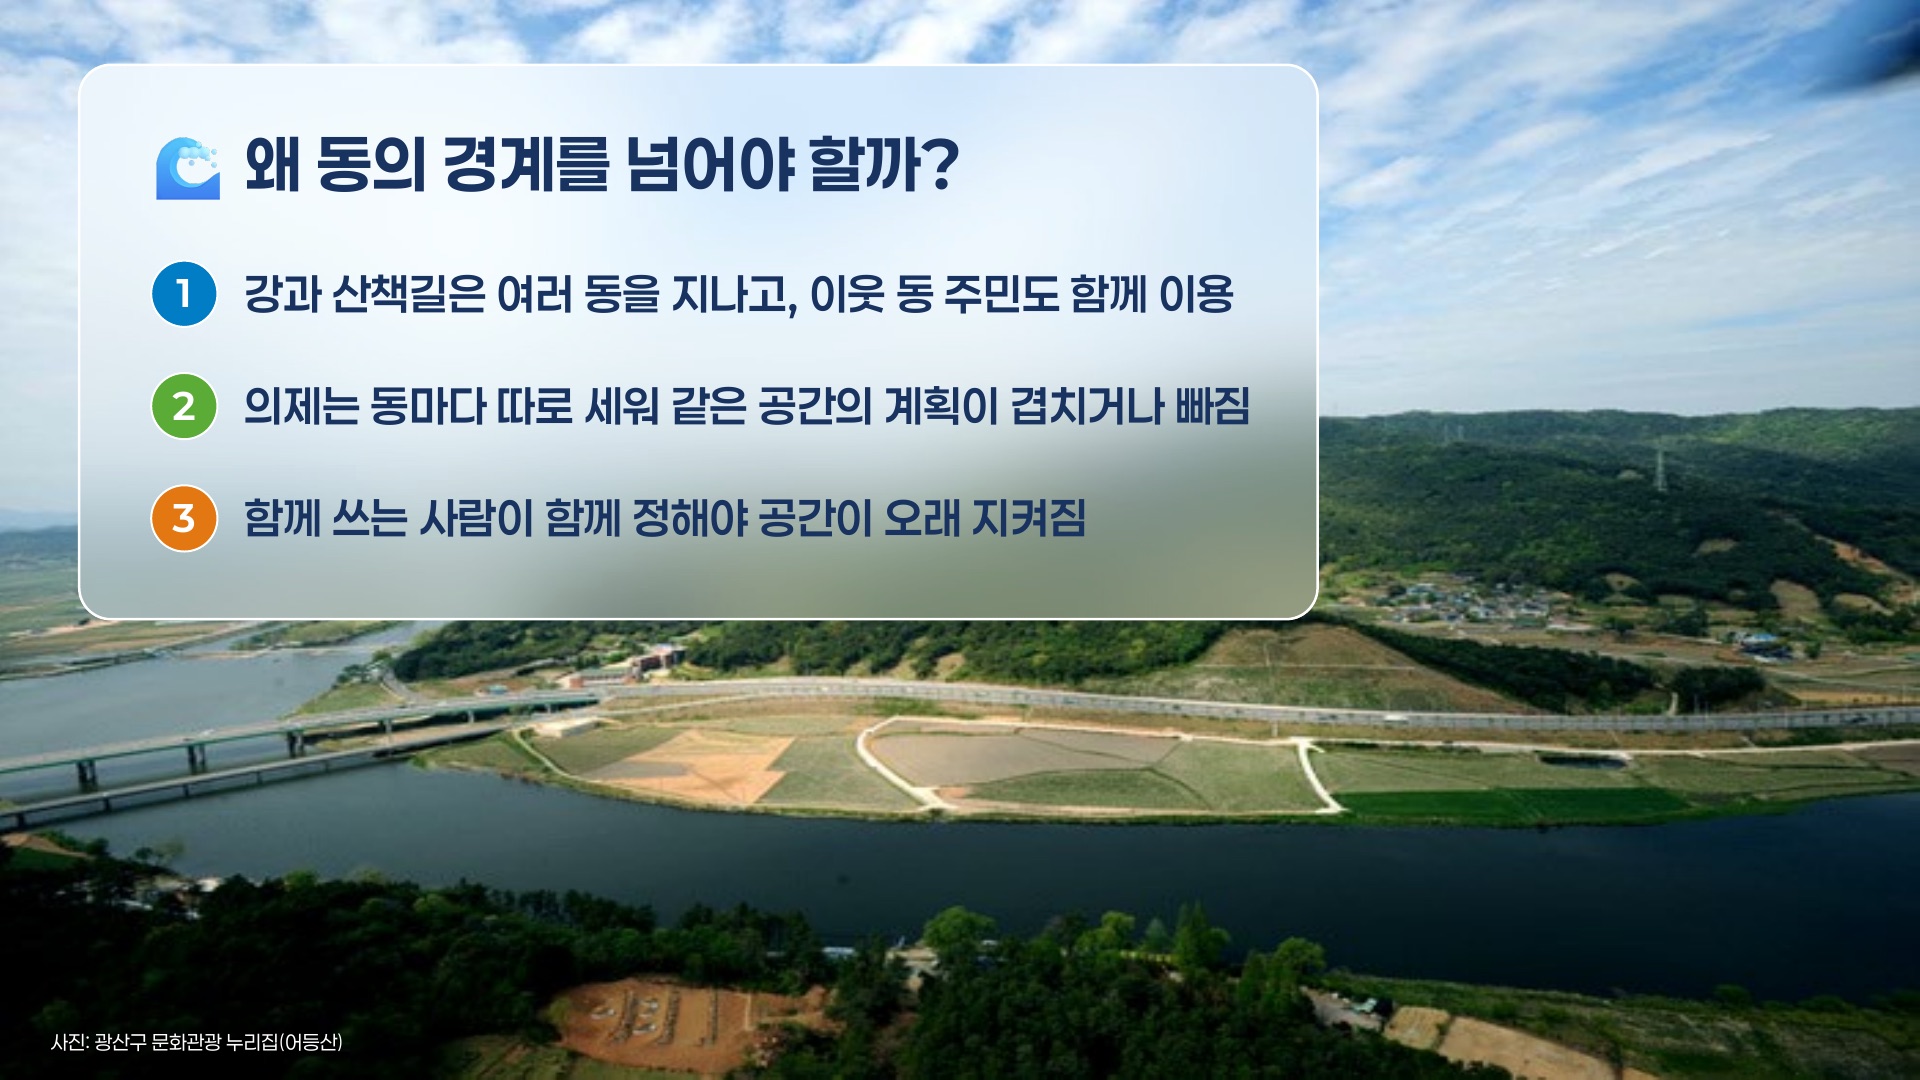 왜 동의 경계를 넘어야 할까?
1 강과 산책길은 여러 동을 지나고, 이웃 동 주민도 함께 이용
2 의제는 동마다 따로 세워 같은 공간의 계획이 겹치거나 빠짐
3 함께 쓰는 사람이 함께 정해야 공간이 오래 지켜짐
사진: 광산구 문화관광 누리집(어등산)